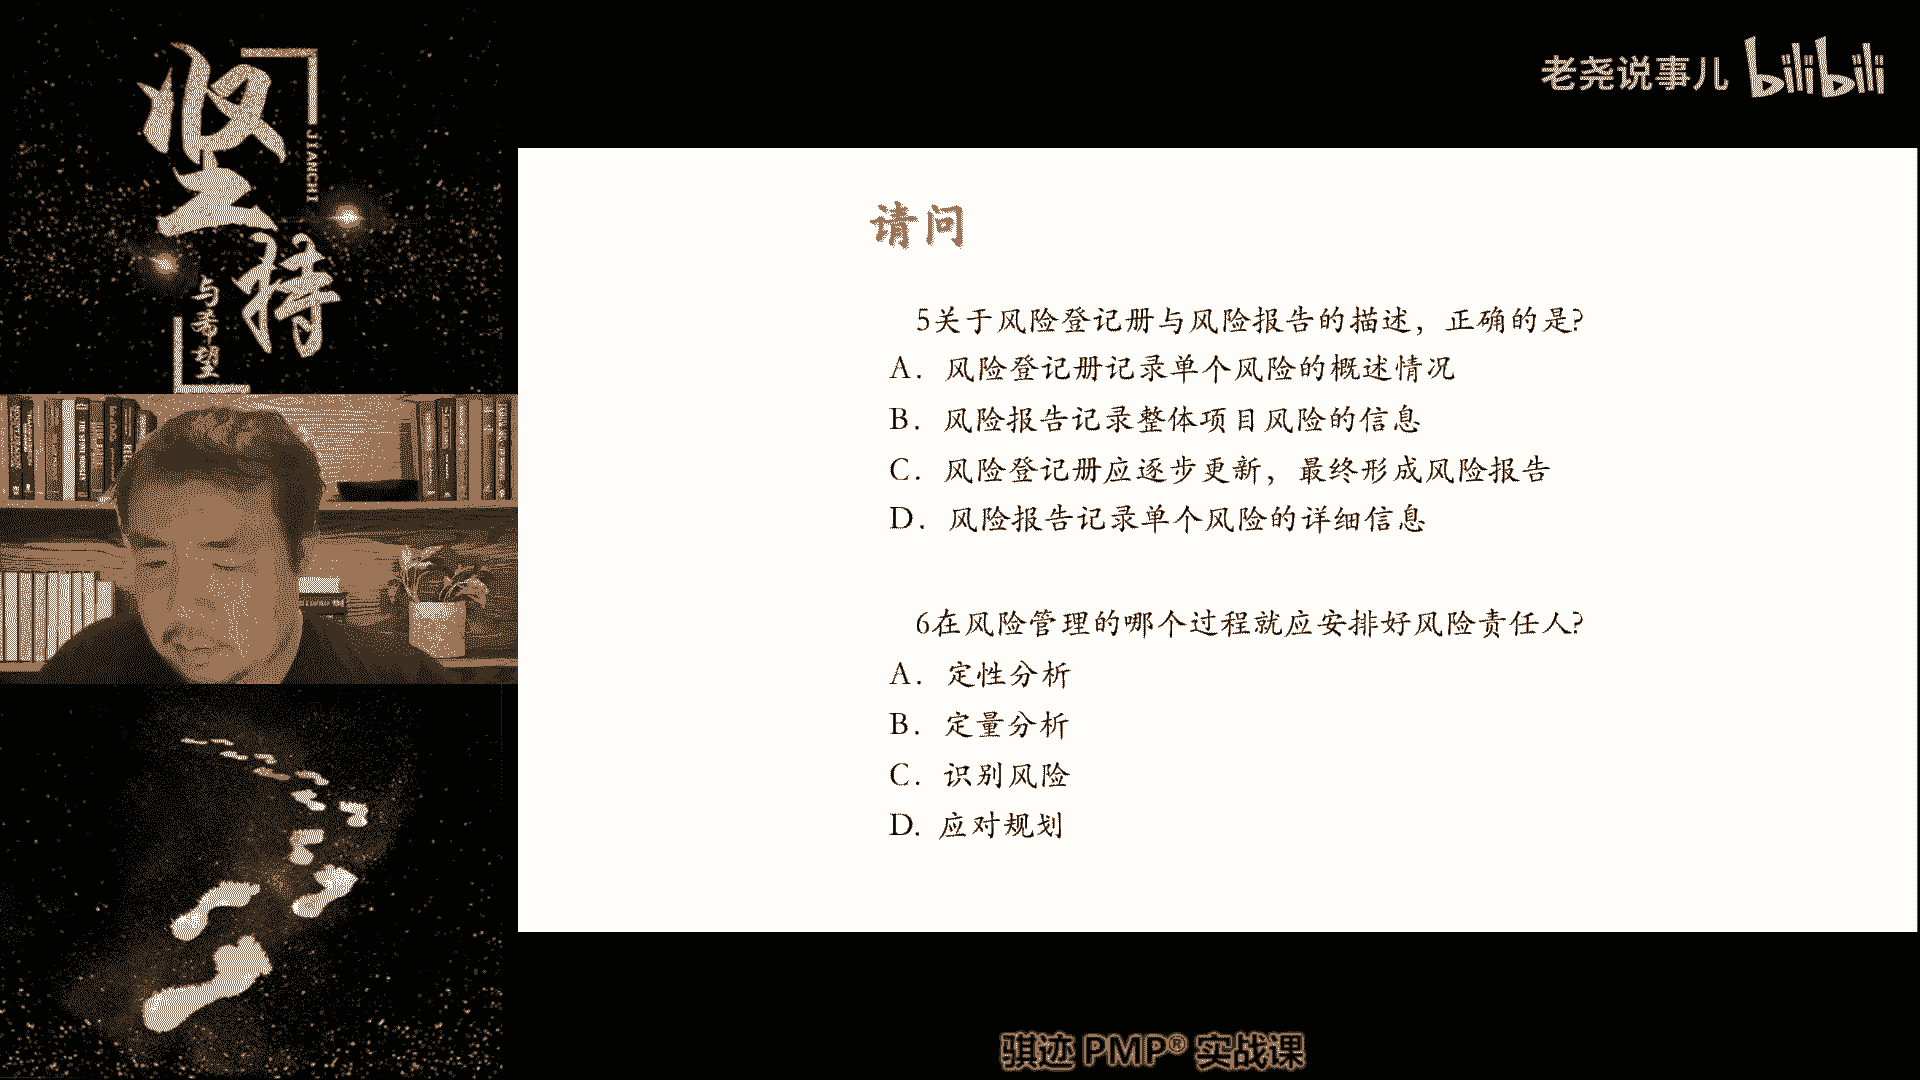 坚持
JIANCHI
与希望
老尧说事儿 bilibili
请问
5关于风险登记册与风险报告的描述，正确的是?
A. 风险登记册记录单个风险的概述情况
B. 风险报告记录整体项目风险的信息
C. 风险登记册应逐步更新，最终形成风险报告
D. 风险报告记录单个风险的详细信息
6在风险管理的哪个过程就应安排好风险责任人?
A. 定性分析
B. 定量分析
C. 识别风险
D. 应对规划
骐迹 PMP® 实战课